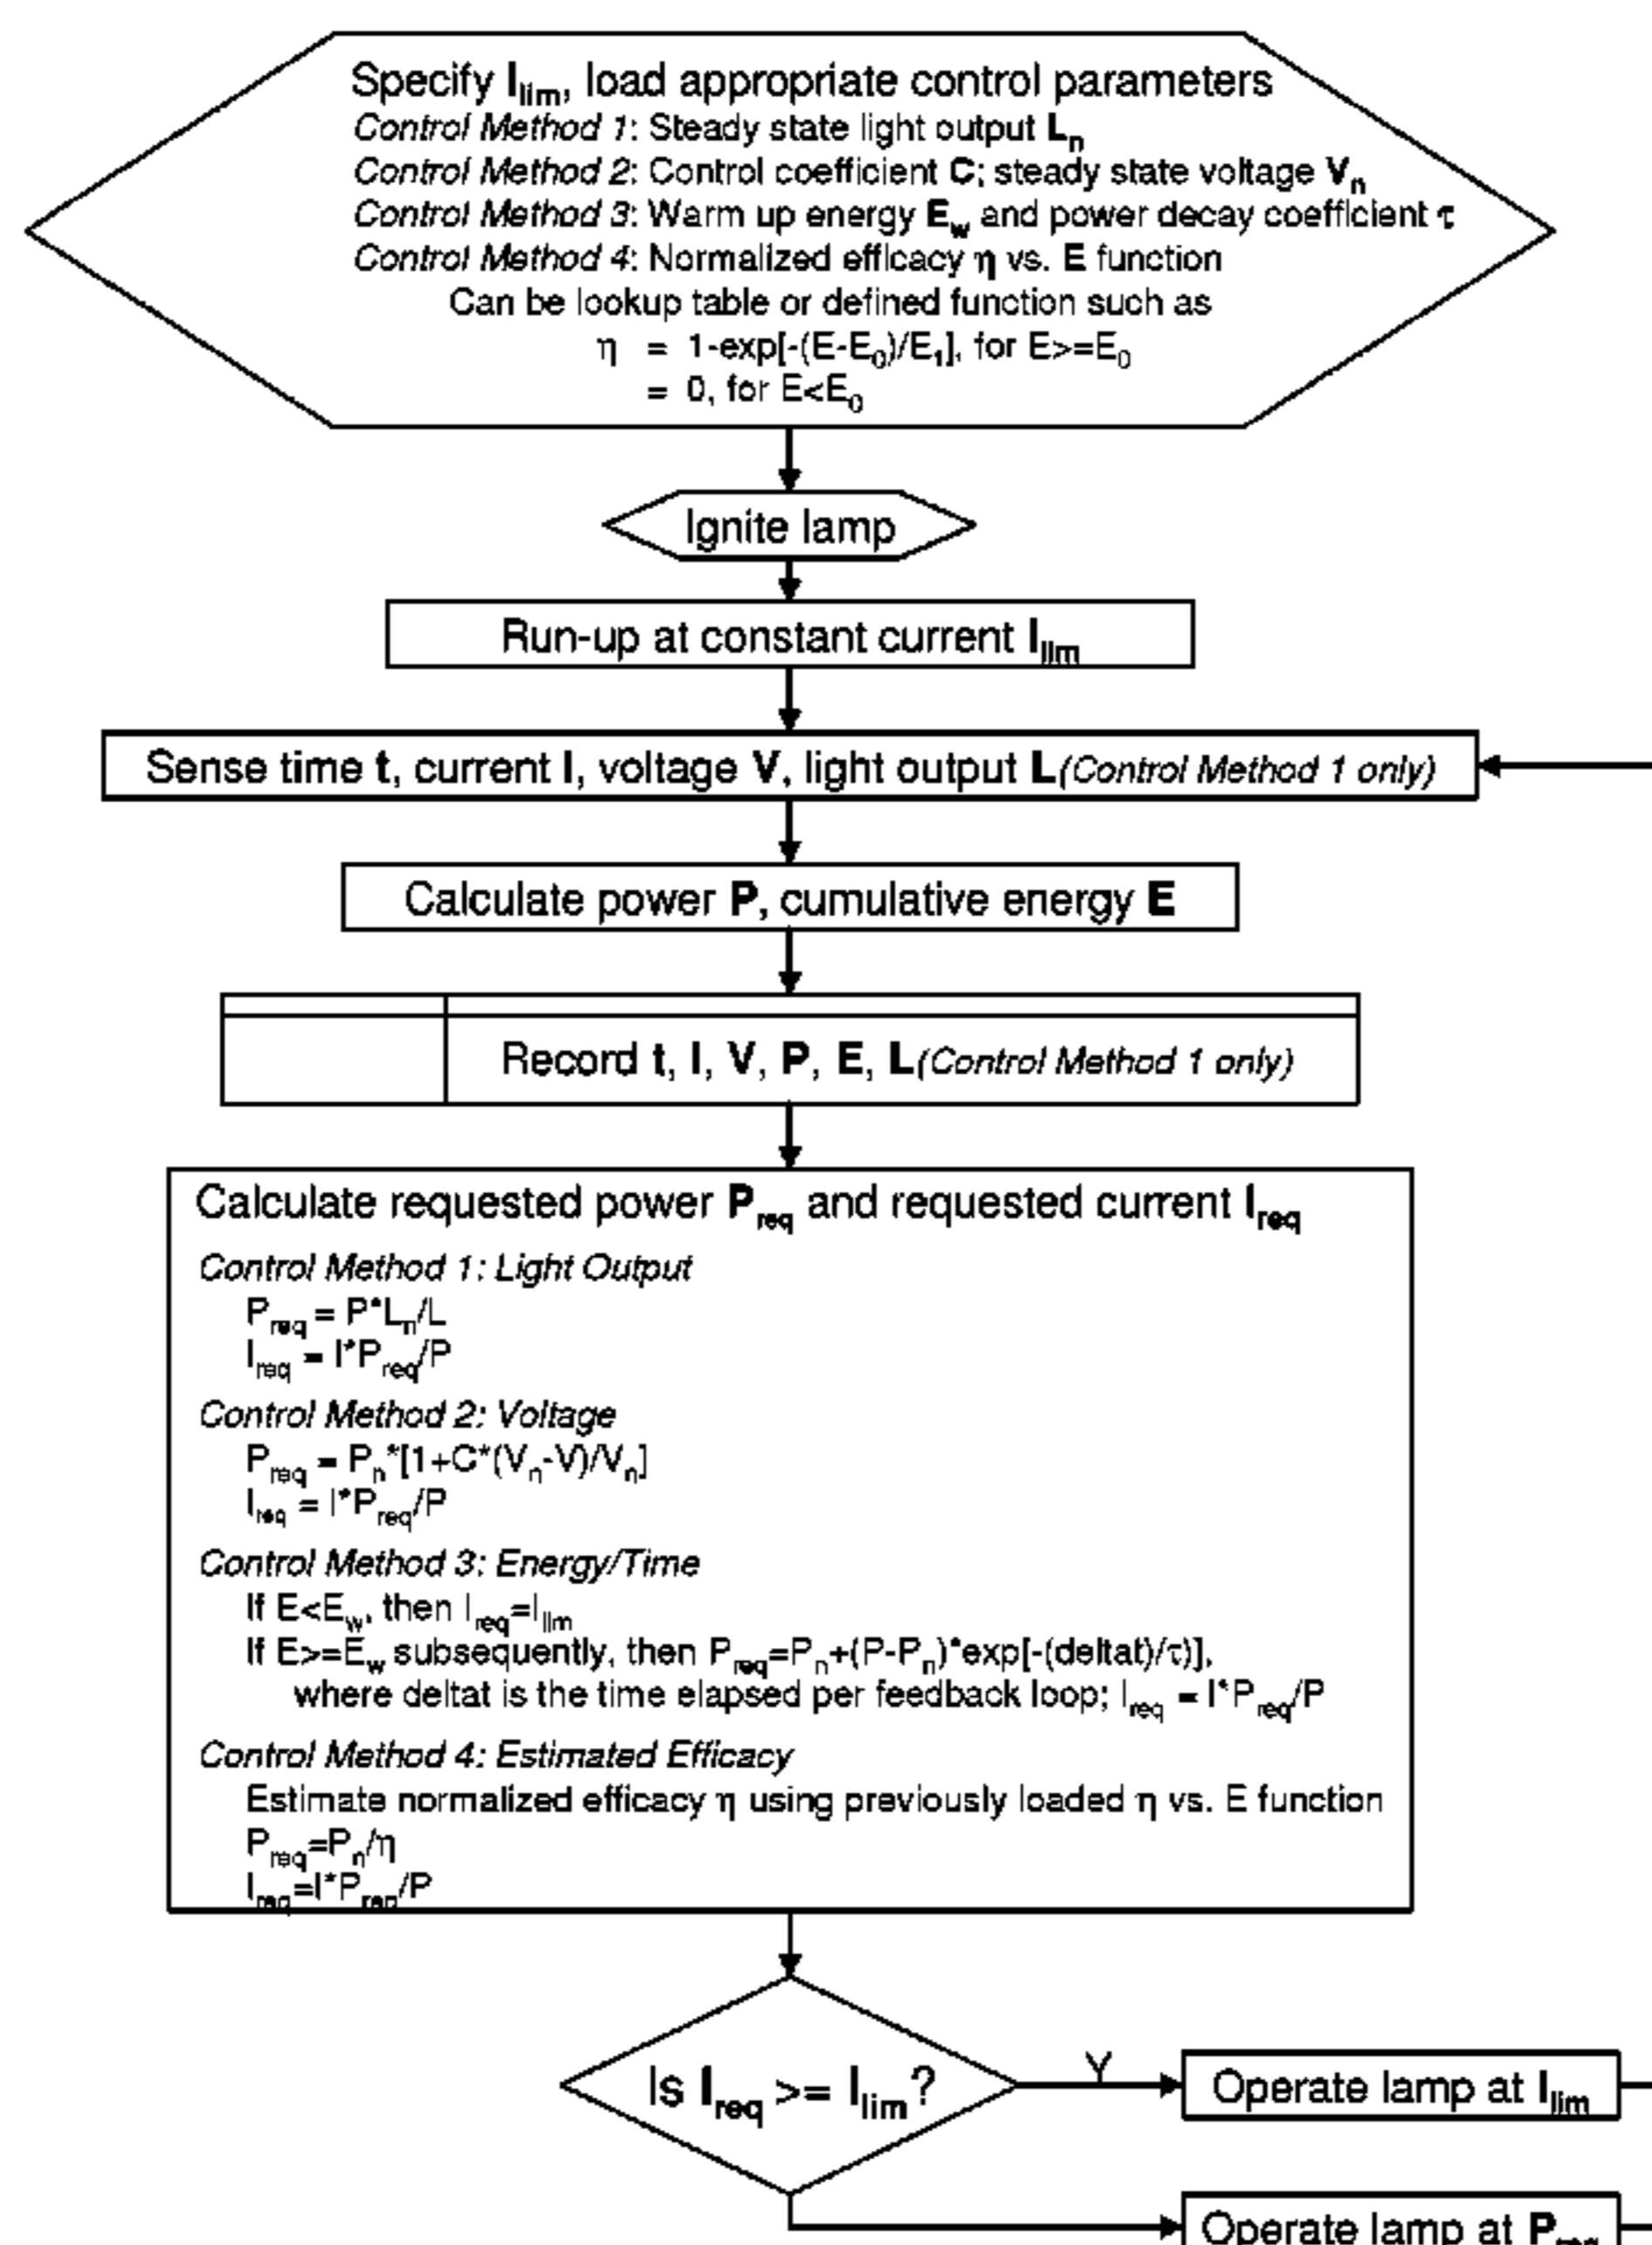 Specify Ilim, load appropriate control parameters
Control Method 1: Steady state light output Ln
Control Method 2: Control coefficient C; steady state voltage Vn
Control Method 3: Warm up energy Ew and power decay coefficient τ
Control Method 4: Normalized efficacy η vs. E function
Can be lookup table or defined function such as
η = 1-exp[-(E-E0)/E1], for E>=E0
= 0, for E<E0
Ignite lamp
Run-up at constant current Ilim
Sense time t, current I, voltage V, light output L(Control Method 1 only)
Calculate power P, cumulative energy E
Record t, I, V, P, E, L(Control Method 1 only)
Calculate requested power Preq and requested current Ireq
Control Method 1: Light Output
Preq = P*Ln/L
Ireq = I*Preq/P
Control Method 2: Voltage
Preq = Pn*[1+C*(Vn-V)/Vn]
Ireq = I*Preq/P
Control Method 3: Energy/Time
If E<Ew, then Ireq=Ilim
If E>=Ew subsequently, then Preq=Pn+(P-Pn)*exp[-(deltat)/τ)],
where deltat is the time elapsed per feedback loop; Ireq = I*Preq/P
Control Method 4: Estimated Efficacy
Estimate normalized efficacy η using previously loaded η vs. E function
Preq=Pn/η
Ireq=I*Preq/P
Is Ireq >= Ilim?
Y
Operate lamp at Ilim
Operate lamp at Preq